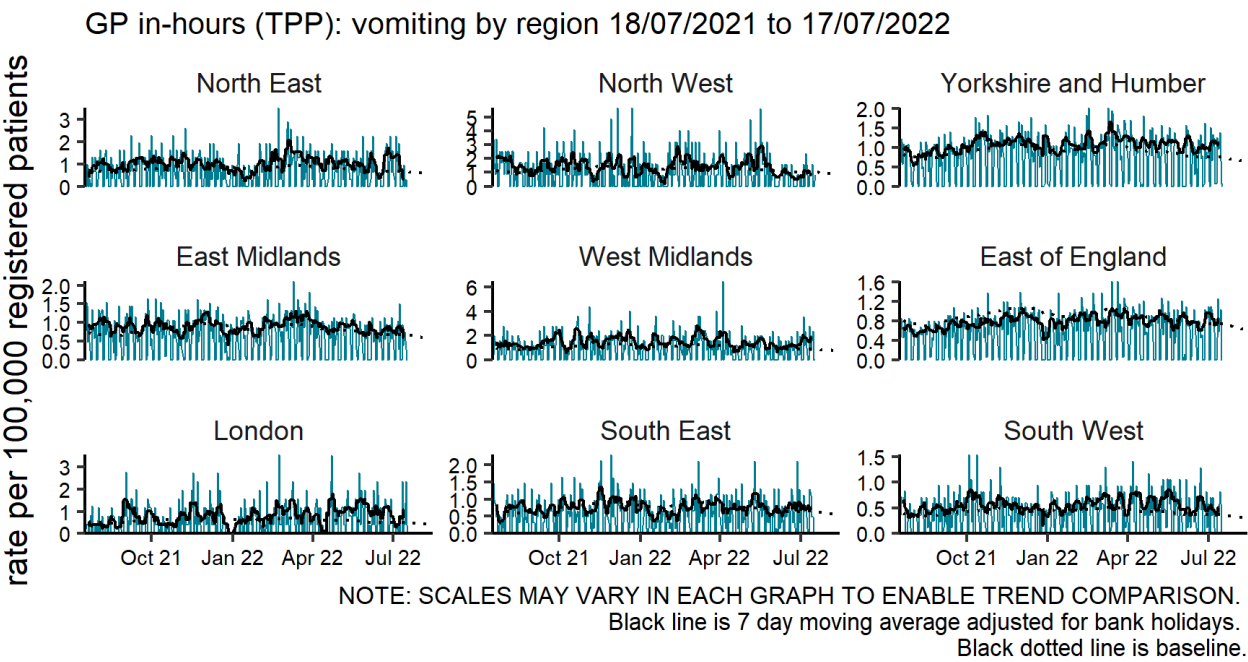 GP in-hours (TPP): vomiting by region 18/07/2021 to 17/07/2022
rate per 100,000 registered patients
North East
3
2
1
0
North West
5
4
3
2
1
0
Yorkshire and Humber
2.0
1.5
1.0
0.5
0.0
East Midlands
2.0
1.5
1.0
0.5
0.0
West Midlands
6
4
2
0
East of England
1.6
1.2
0.8
0.4
0.0
London
3
2
1
0
Oct 21 Jan 22 Apr 22 Jul 22
South East
2.0
1.5
1.0
0.5
0.0
Oct 21 Jan 22 Apr 22 Jul 22
South West
1.5
1.0
0.5
0.0
Oct 21 Jan 22 Apr 22 Jul 22
NOTE: SCALES MAY VARY IN EACH GRAPH TO ENABLE TREND COMPARISON.
Black line is 7 day moving average adjusted for bank holidays.
Black dotted line is baseline.